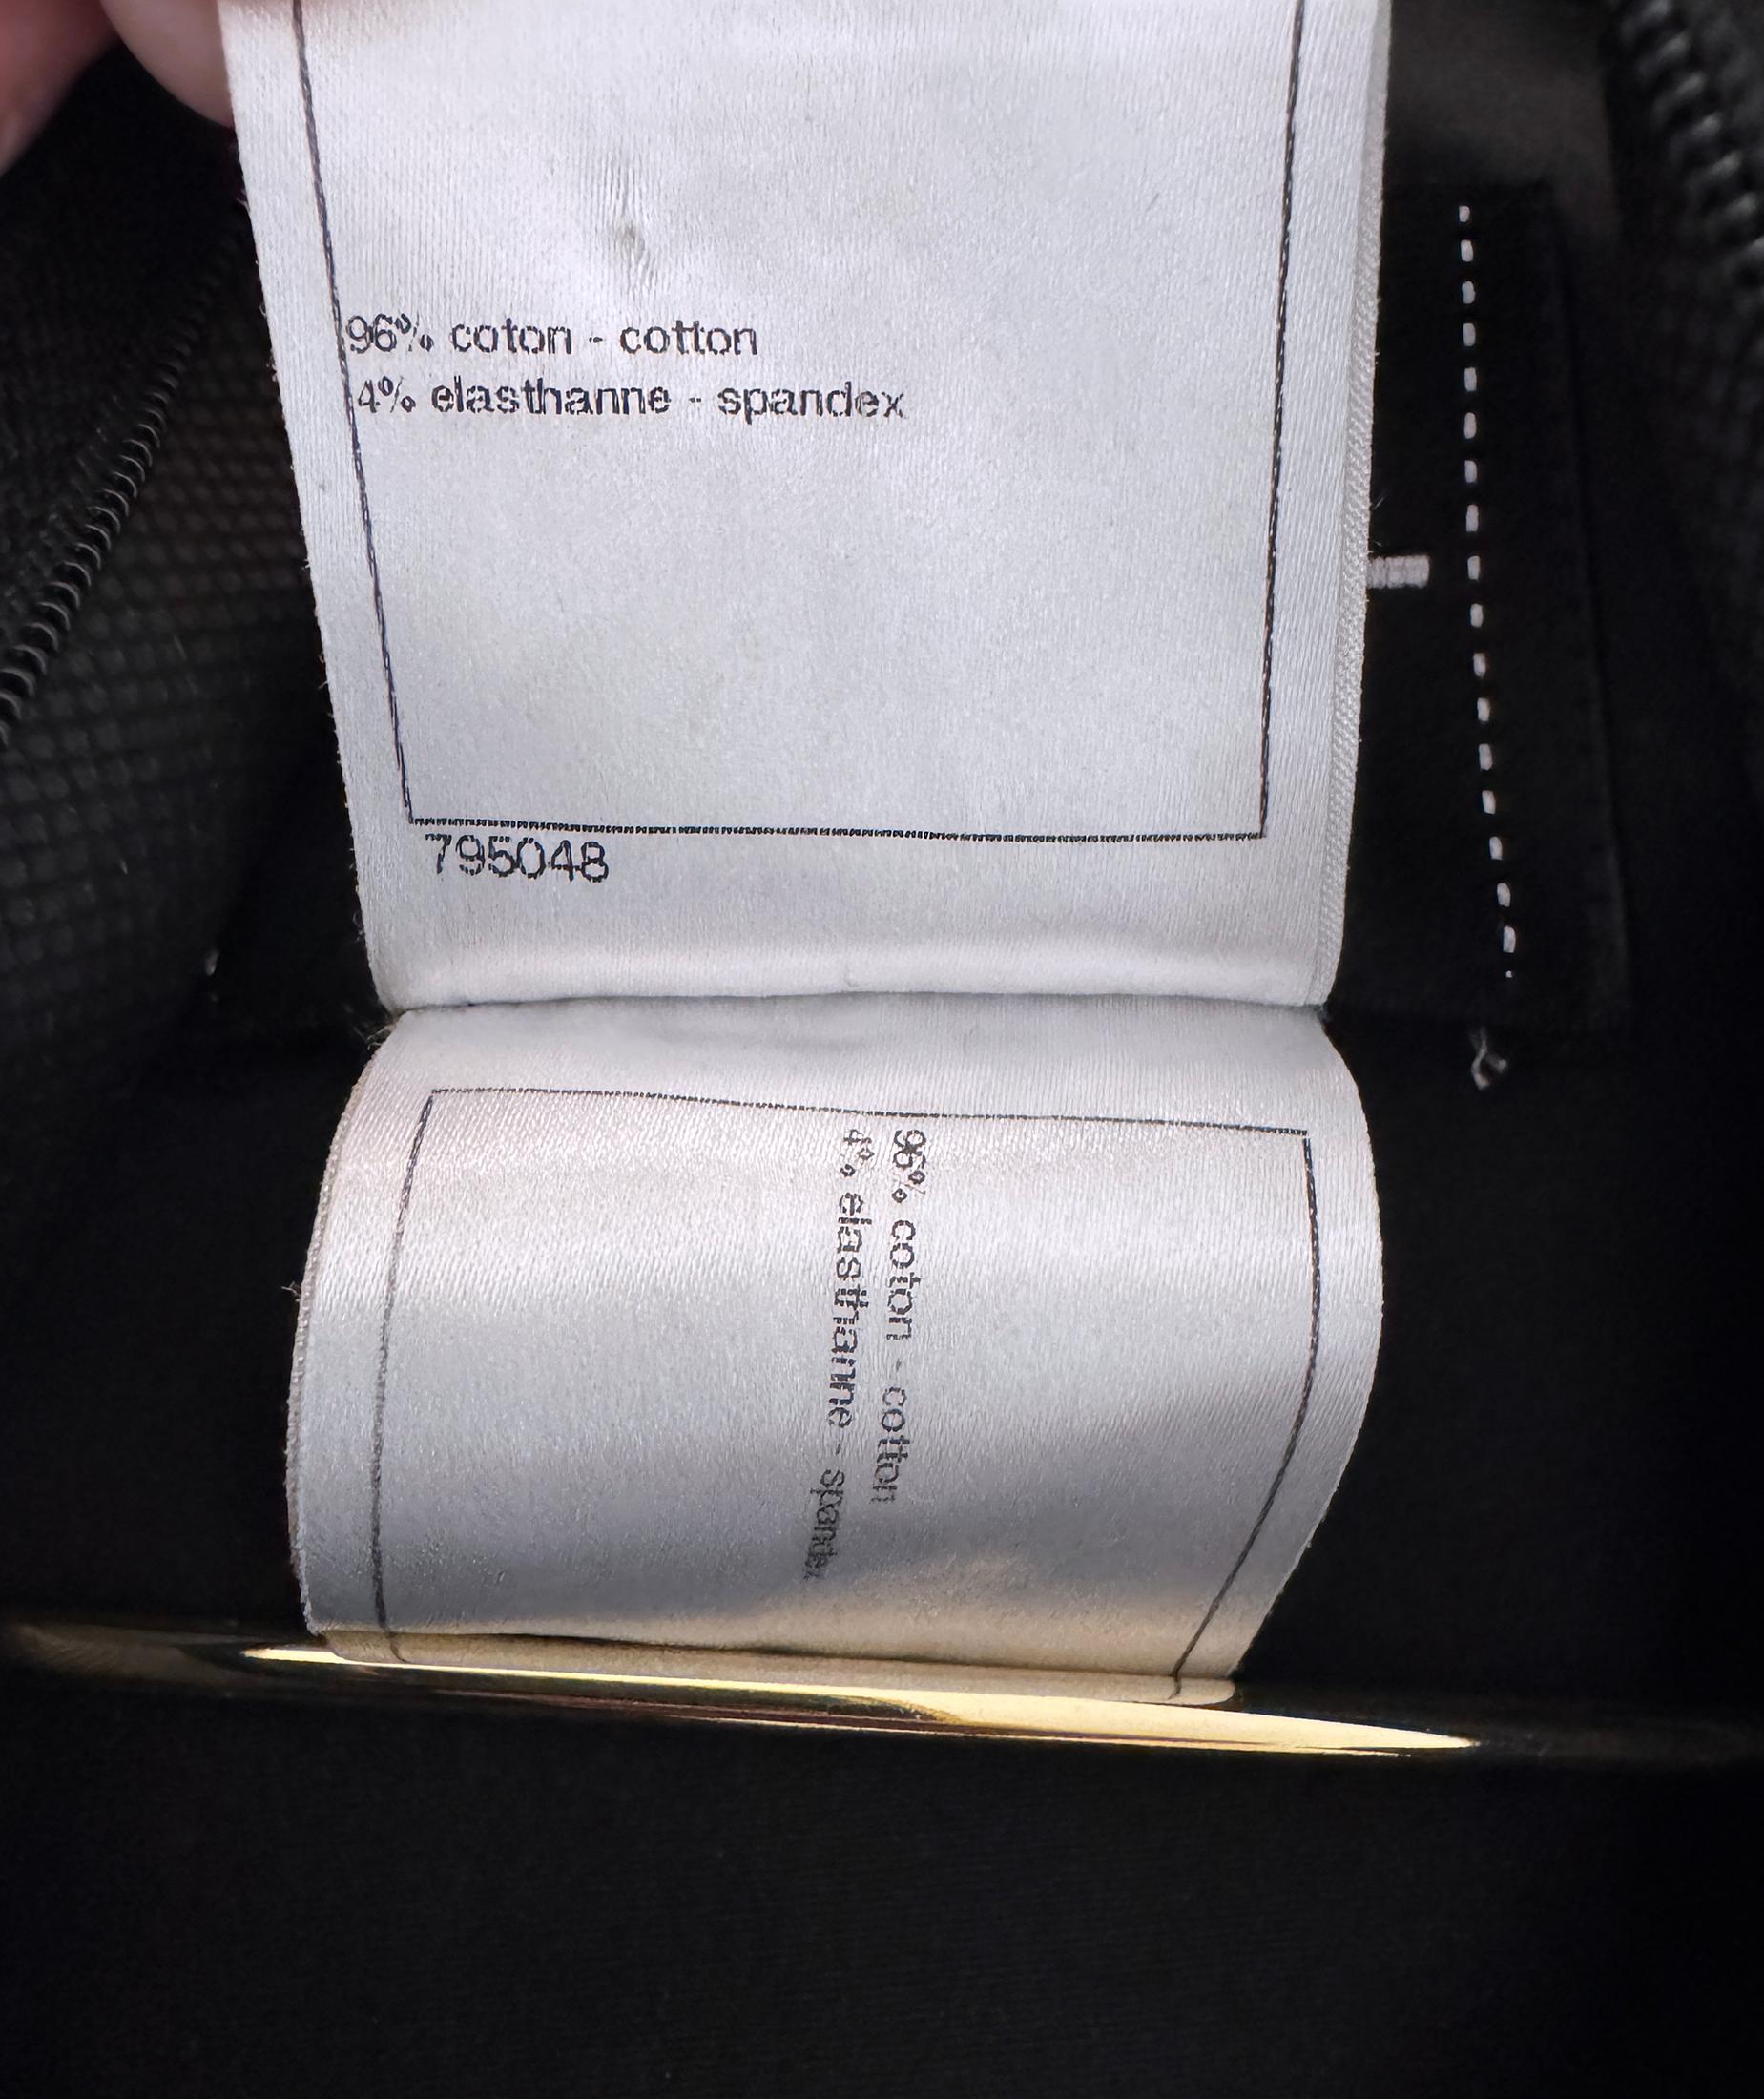 96% coton - cotton
4% elasthanne - spandex
795048
96% coton - cotton
4% elasthanne - spandex